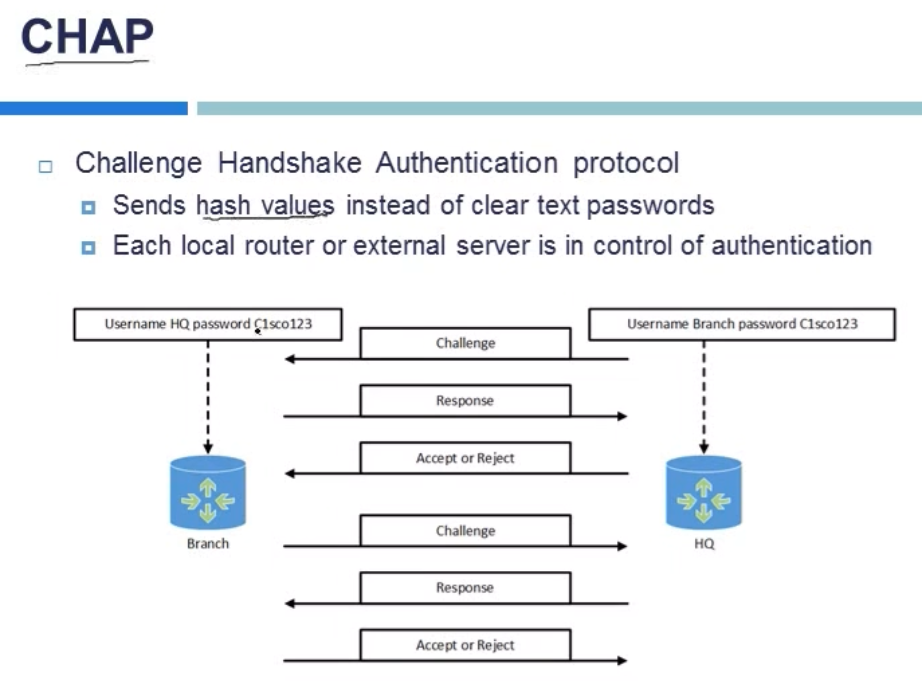 CHAP
Challenge Handshake Authentication protocol
Sends hash values instead of clear text passwords
Each local router or external server is in control of authentication
Username HQ password C1sco123
Username Branch password C1sco123
Challenge
Response
Accept or Reject
Branch
HQ
Challenge
Response
Accept or Reject